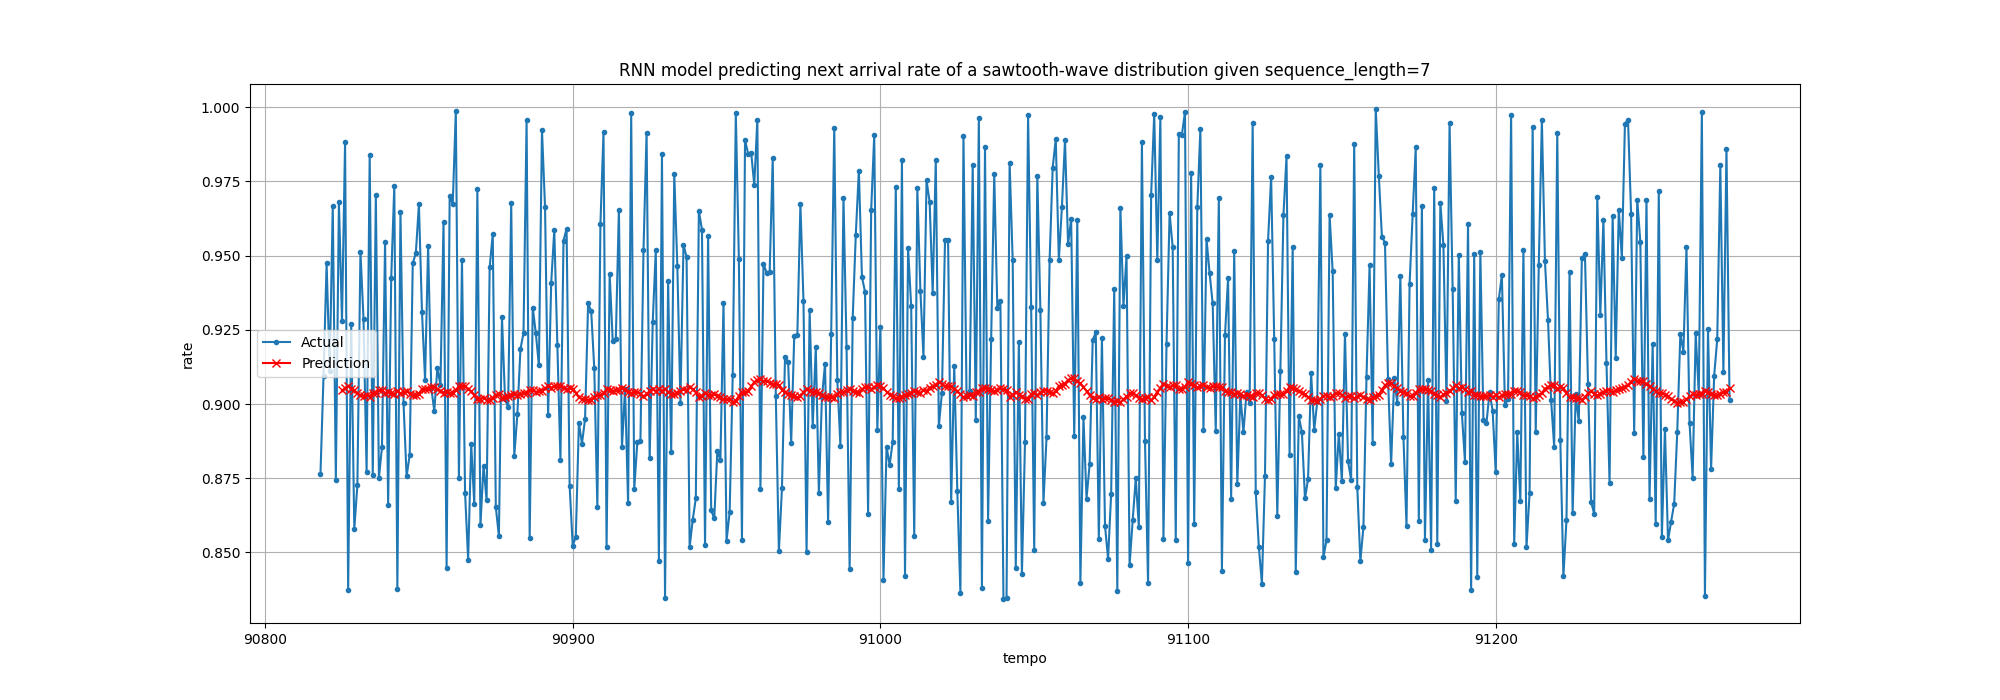 RNN model predicting next arrival rate of a sawtooth-wave distribution given sequence_length=7
1.000
0.975
0.950
0.925
0.900
0.875
0.850
rate
Actual
Prediction
90800 90900 91000 91100 91200
tempo